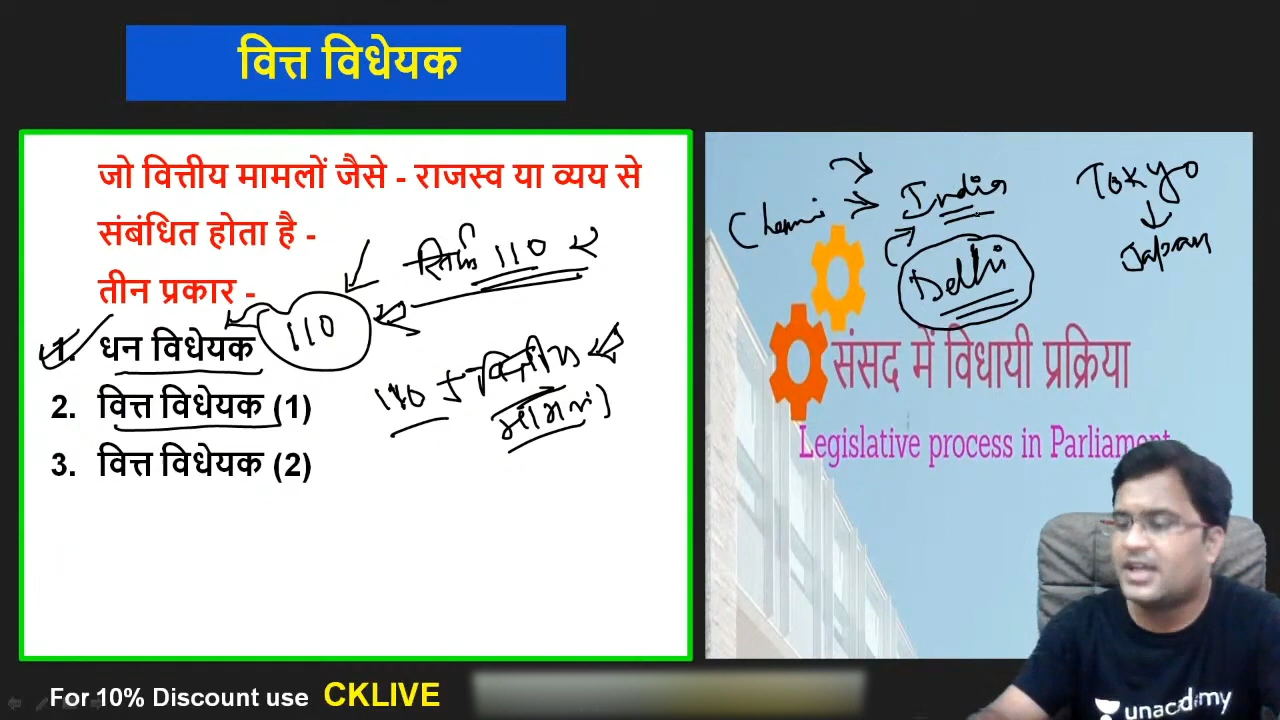 वित्त विधेयक
जो वित्तीय मामलों जैसे - राजस्व या व्यय से
संबंधित होता है -
तीन प्रकार -
1. धन विधेयक
2. वित्त विधेयक (1)
3. वित्त विधेयक (2)
सिर्फ 110
110
110
वित्तीय
India
Delhi
Tokyo
Japan
संसद में विधायी प्रक्रिया
Legislative process in Parliament
unacademy
For 10% Discount use CKLIVE